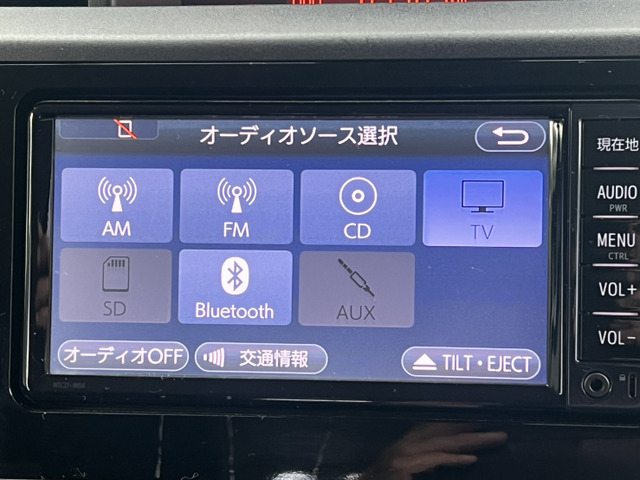 オーディオソース選択
AM
FM
CD
TV
SD
Bluetooth
AUX
オーディオOFF
交通情報
TILT・EJECT
現在地
AUDIO
PWR
MENU
CTRL
VOL+
VOL-